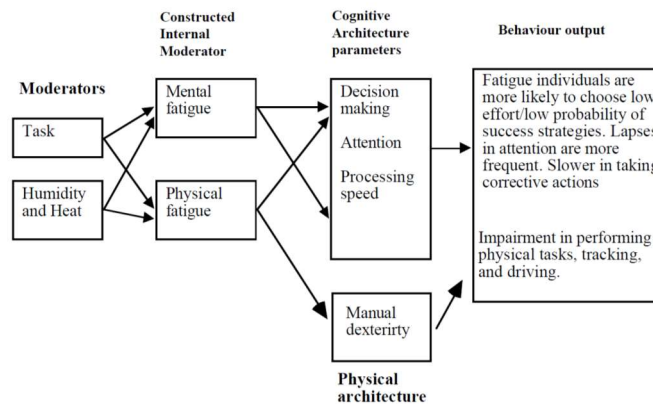 Constructed
Internal
Moderator
Cognitive
Architecture
parameters
Behaviour output
Moderators
Task
Humidity
and Heat
Mental
fatigue
Physical
fatigue
Decision
making
Attention
Processing
speed
Manual
dexterirty
Physical
architecture
Fatigue individuals are
more likely to choose low
effort/low probability of
success strategies. Lapses
in attention are more
frequent. Slower in taking
corrective actions
Impairment in performing
physical tasks, tracking,
and driving.